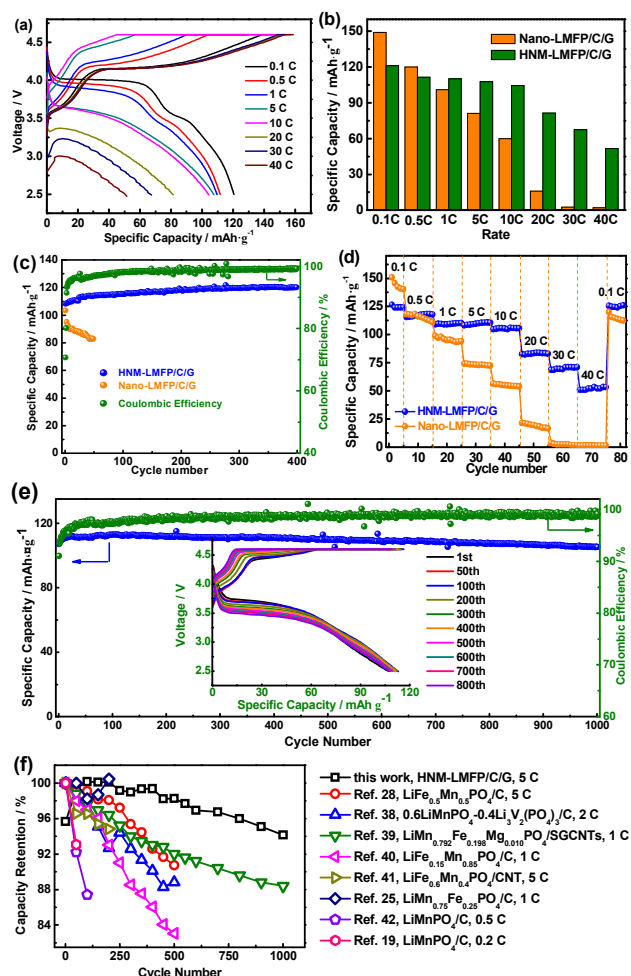 (a)
4.5
4.0
3.5
3.0
2.5
Voltage / V
0.1 C
0.5 C
1 C
5 C
10 C
20 C
30 C
40 C
0 20 40 60 80 100 120 140 160
Specific Capacity / mAh·g-1
(b)
150
120
90
60
30
0
Specific Capacity / mAh·g-1
Nano-LMFP/C/G
HNM-LMFP/C/G
0.1C 0.5C 1C 5C 10C 20C 30C 40C
Rate
(c)
140
120
100
80
60
40
20
0
Specific Capacity / mAh·g-1
HNM-LMFP/C/G
Nano-LMFP/C/G
Coulombic Efficiency
100
80
60
40
Coulombic Efficiency / %
0 50 100 150 200 250 300 350 400
Cycle number
(d)
150
125
100
75
50
25
0
Specific Capacity / mAh·g-1
0.1 C
0.5 C
1 C
5 C
10 C
20 C
30 C
40 C
0.1 C
HNM-LMFP/C/G
Nano-LMFP/C/G
0 10 20 30 40 50 60 70 80
Cycle number
(e)
120
80
40
0
Specific Capacity / mAh·¤g-1
4.5
4.0
3.5
3.0
2.5
Voltage / V
0 30 60 90 113
Specific Capacity / mAh g-1
1st
50th
100th
200th
300th
400th
500th
600th
700th
800th
100
90
80
70
60
Coulombic Efficiency / %
0 100 200 300 400 500 600 700 800 900 1000
Cycle Number
(f)
100
96
92
88
84
Capacity Retention / %
0 250 500 750 1000
Cycle Number
this work, HNM-LMFP/C/G, 5 C
Ref. 28, LiFe0.5Mn0.5PO4/C, 5 C
Ref. 38, 0.6LiMnPO4-0.4Li3V2(PO4)3/C, 2 C
Ref. 39, LiMn0.792Fe0.198Mg0.010PO4/SGCNTs, 1 C
Ref. 40, LiFe0.15Mn0.85PO4/C, 1 C
Ref. 41, LiFe0.6Mn0.4PO4/CNT, 5 C
Ref. 25, LiMn0.75Fe0.25PO4/C, 1 C
Ref. 42, LiMnPO4/C, 0.5 C
Ref. 19, LiMnPO4/C, 0.2 C